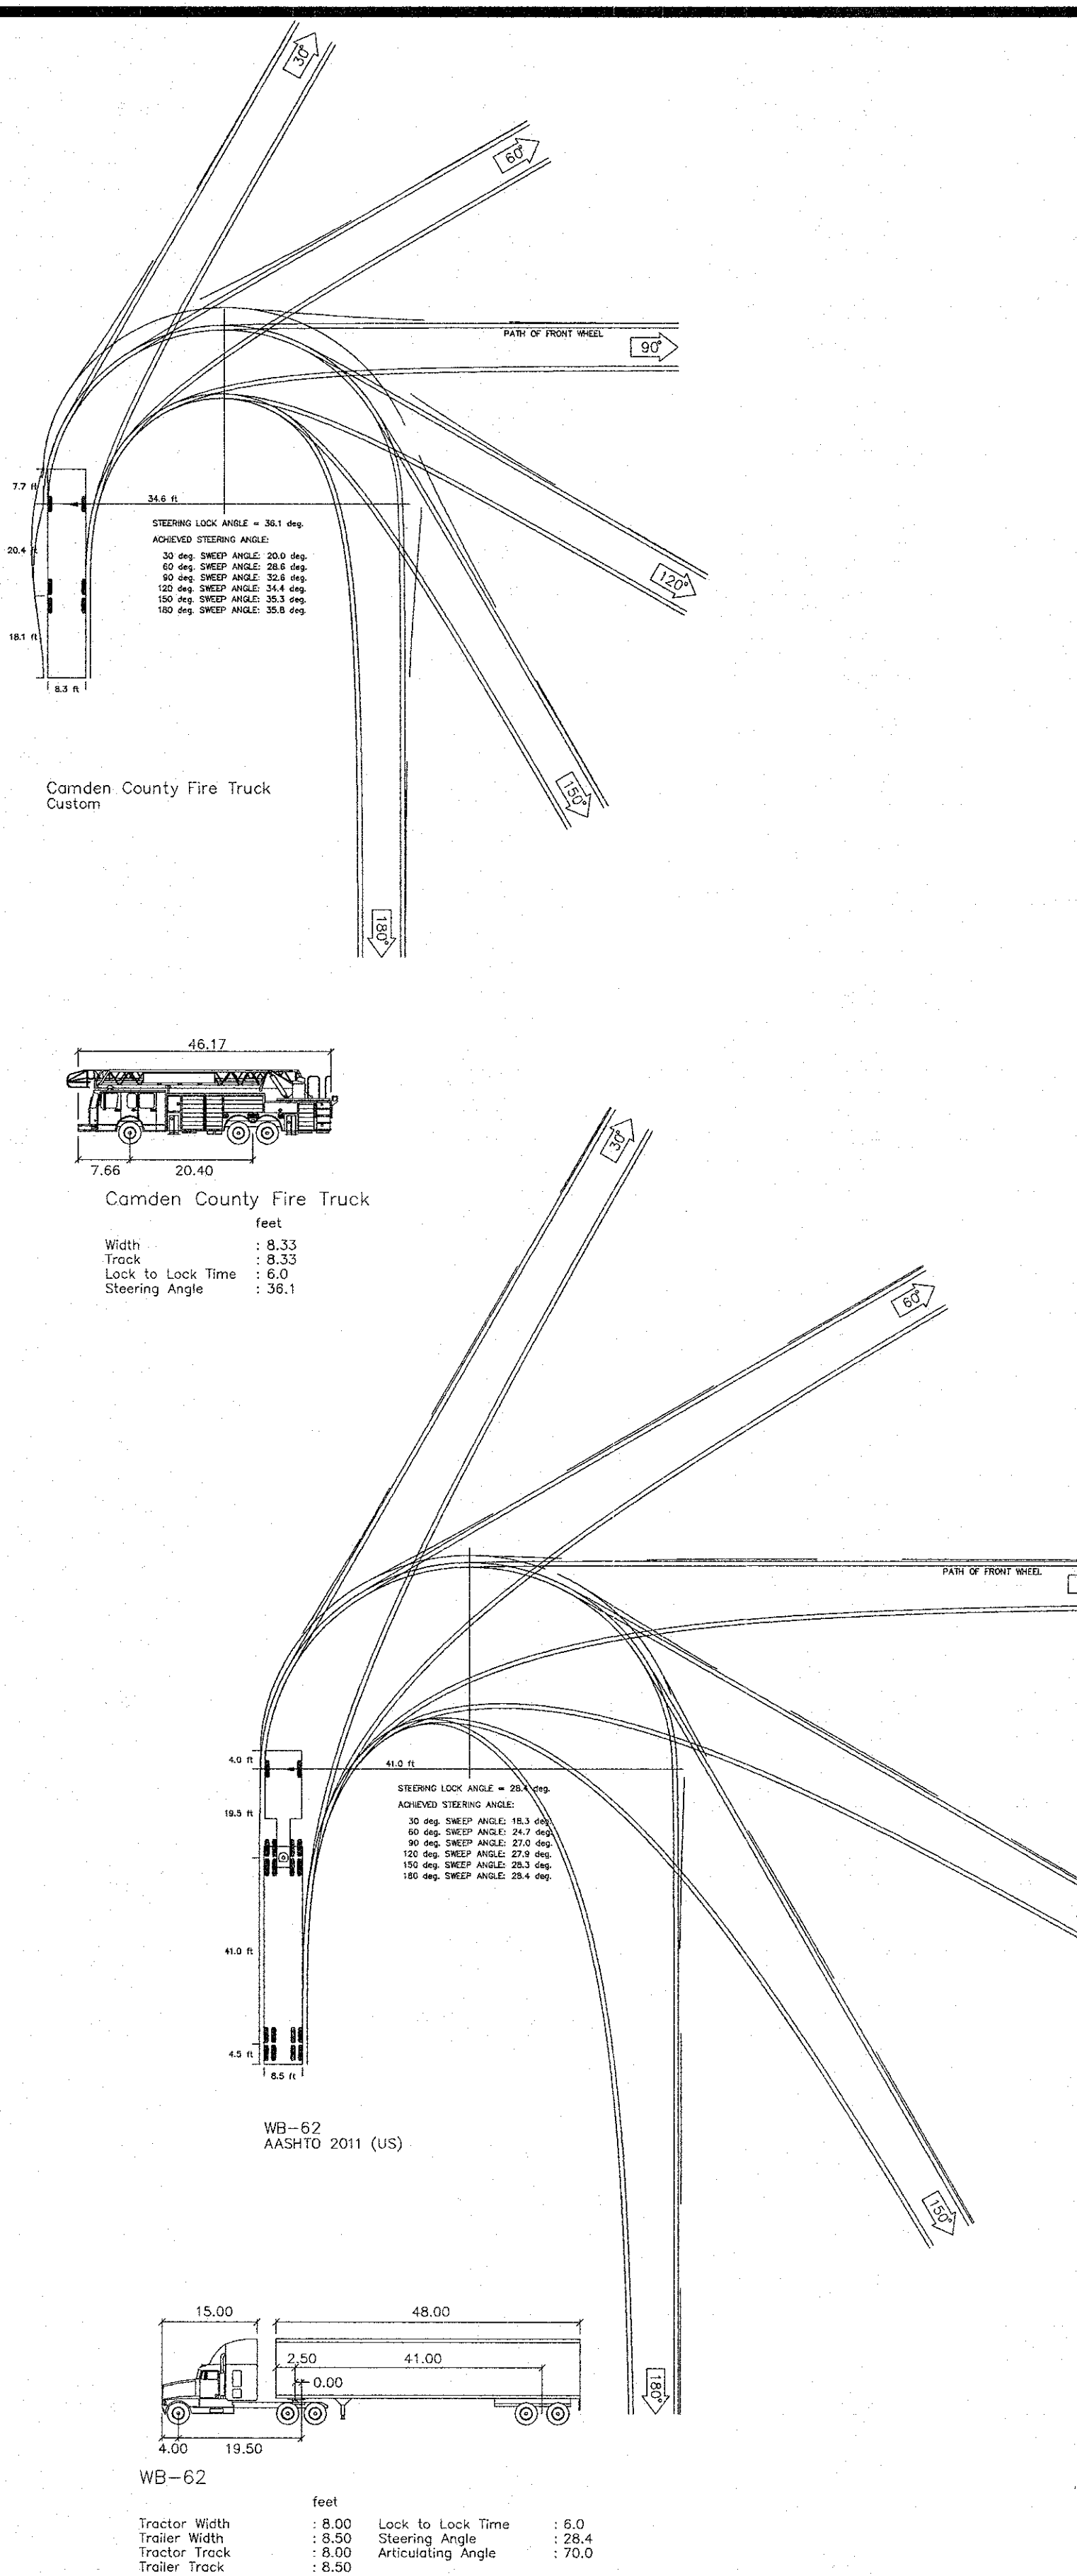 30°
60°
PATH OF FRONT WHEEL
90°
7.7 ft
34.6 ft
STEERING LOCK ANGLE = 36.1 deg.
ACHIEVED STEERING ANGLE:
20.4 ft
30 deg. SWEEP ANGLE: 20.0 deg.
60 deg. SWEEP ANGLE: 28.6 deg.
90 deg. SWEEP ANGLE: 32.6 deg.
120 deg. SWEEP ANGLE: 34.4 deg.
150 deg. SWEEP ANGLE: 35.3 deg.
180 deg. SWEEP ANGLE: 35.8 deg.
120°
18.1 ft
8.3 ft
Camden County Fire Truck
Custom
150°
180°
46.17
7.66 20.40
Camden County Fire Truck
feet
Width : 8.33
Track : 8.33
Lock to Lock Time : 6.0
Steering Angle : 36.1
30°
60°
PATH OF FRONT WHEEL
4.0 ft
41.0 ft
STEERING LOCK ANGLE = 28.4 deg.
19.5 ft
ACHIEVED STEERING ANGLE:
30 deg. SWEEP ANGLE: 18.3 deg.
60 deg. SWEEP ANGLE: 24.7 deg.
90 deg. SWEEP ANGLE: 27.0 deg.
120 deg. SWEEP ANGLE: 27.9 deg.
150 deg. SWEEP ANGLE: 28.3 deg.
180 deg. SWEEP ANGLE: 28.4 deg.
41.0 ft
4.5 ft
8.5 ft
WB-62
AASHTO 2011 (US)
150°
180°
15.00 48.00
2.50 41.00
0.00
4.00 19.50
WB-62
feet
Tractor Width : 8.00 Lock to Lock Time : 6.0
Trailer Width : 8.50 Steering Angle : 28.4
Tractor Track : 8.00 Articulating Angle : 70.0
Trailer Track : 8.50